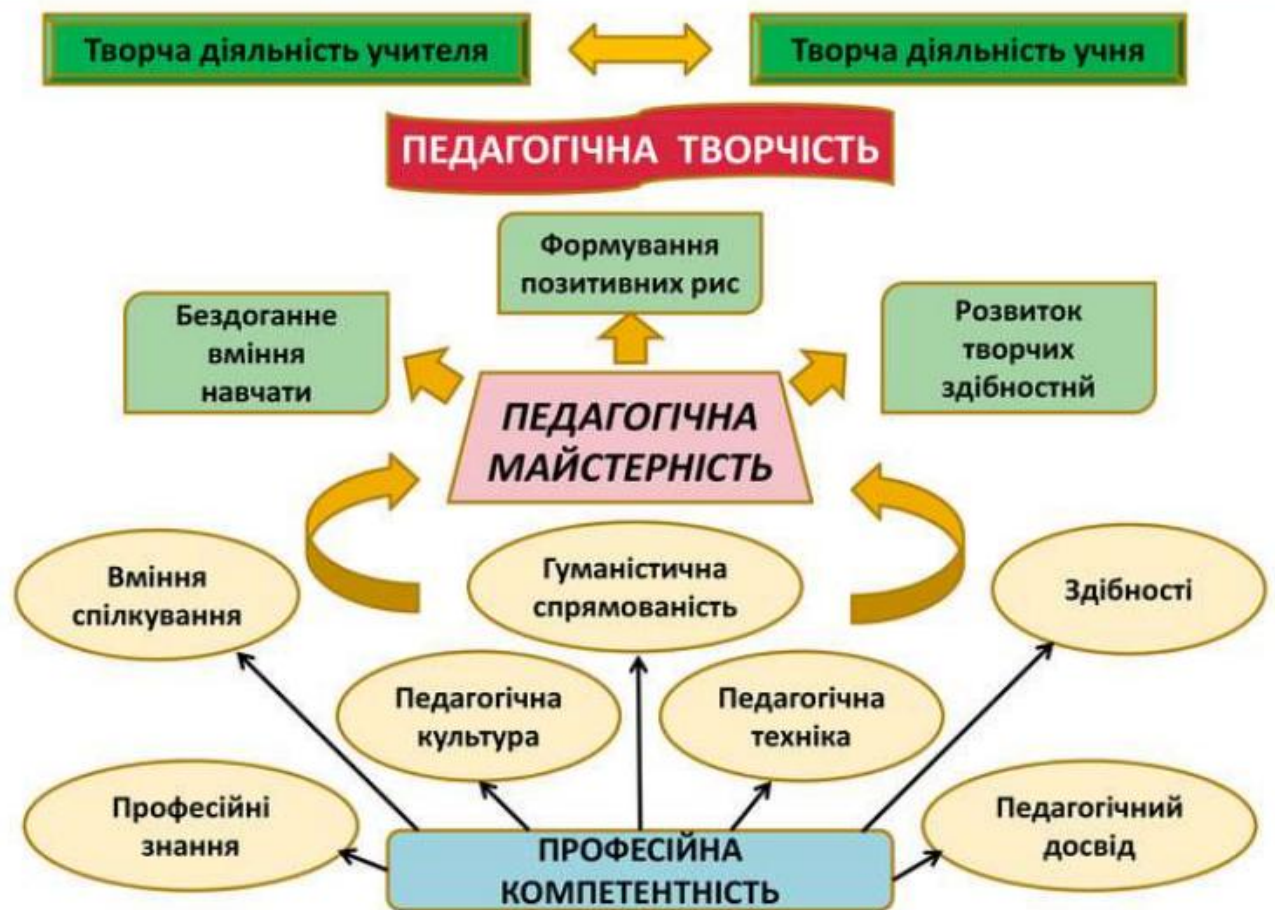 Творча діяльність учителя
Творча діяльність учня
ПЕДАГОГІЧНА ТВОРЧІСТЬ
Формування
позитивних рис
Бездоганне
вміння
навчати
Розвиток
творчих
здібностнй
ПЕДАГОГІЧНА
МАЙСТЕРНІСТЬ
Вміння
спілкування
Гуманістична
спрямованість
Здібності
Педагогічна
культура
Педагогічна
техніка
Професійні
знання
Педагогічний
досвід
ПРОФЕСІЙНА
КОМПЕТЕНТНІСТЬ